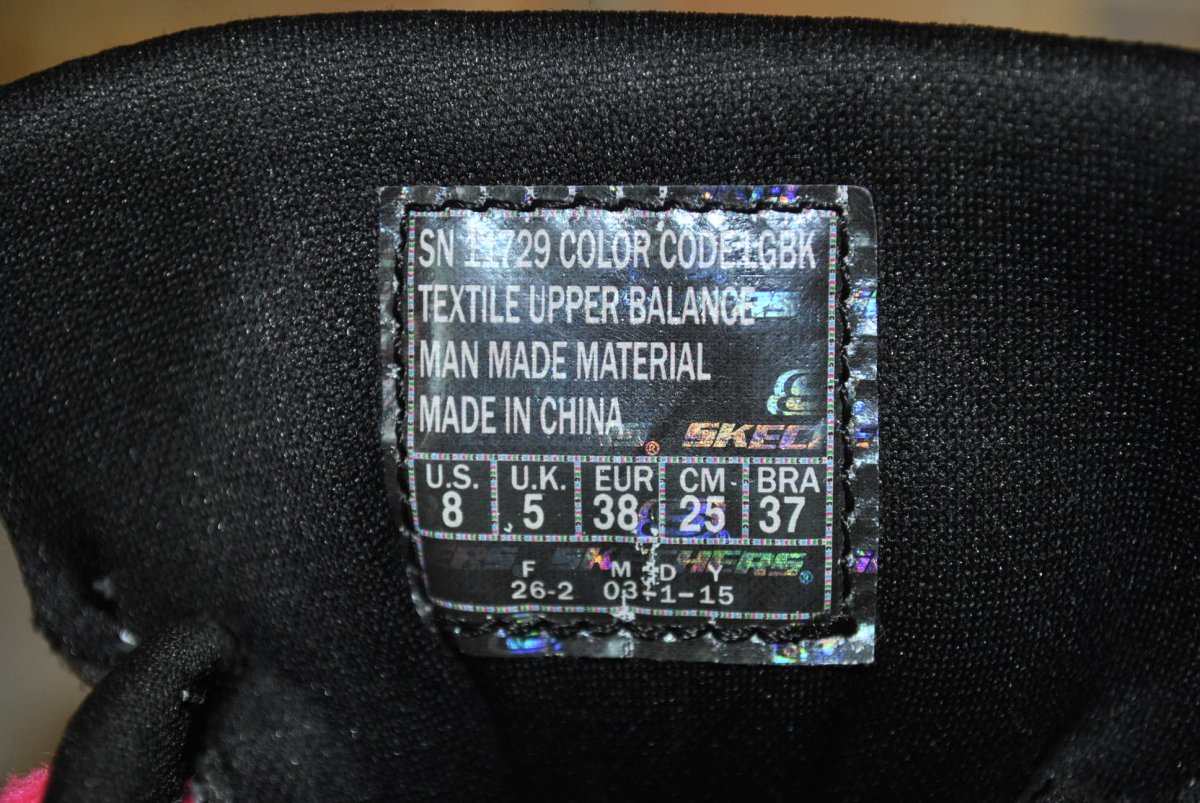 SN 11729 COLOR CODE LGBK
TEXTILE UPPER BALANCE
MAN MADE MATERIAL
MADE IN CHINA
SKECHE
U.S. U.K. EUR CM BRA
8 5 38 25 37
SKECHERS®
F M D Y
26-2 03-1-15